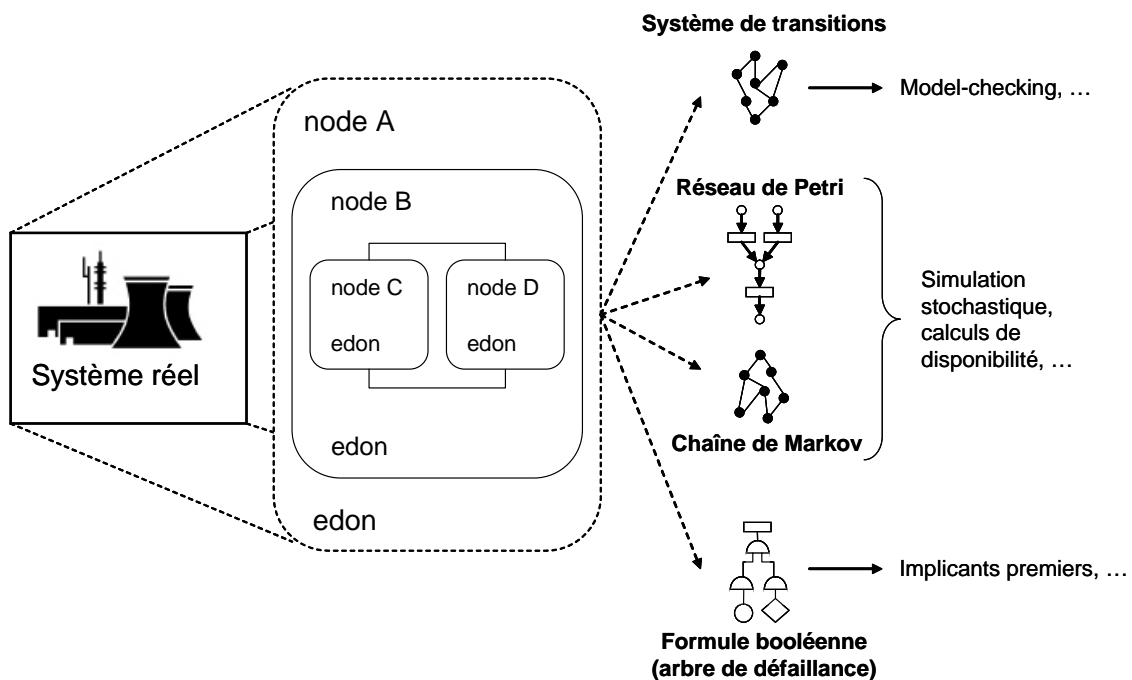 Système de transitions
Model-checking, …
node A
Réseau de Petri
node B
node C
node D
Simulation
stochastique,
calculs de
disponibilité, …
edon
edon
Système réel
Chaîne de Markov
edon
edon
Implicants premiers, …
Formule booléenne
(arbre de défaillance)